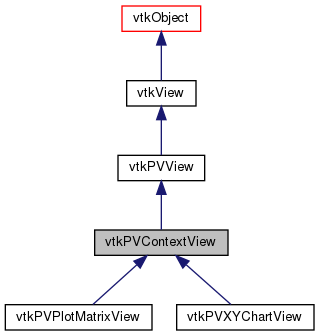 vtkObject
vtkView
vtkPVView
vtkPVContextView
vtkPVPlotMatrixView
vtkPVXYChartView